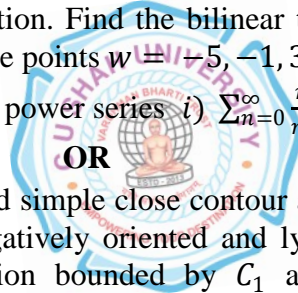 tion. Find the bilinear t
e points w = −5, −1, 3
power series i) ∑_{n=0}^{∞}
OR
d simple close contour
gatively oriented and ly
ion bounded by C₁ a